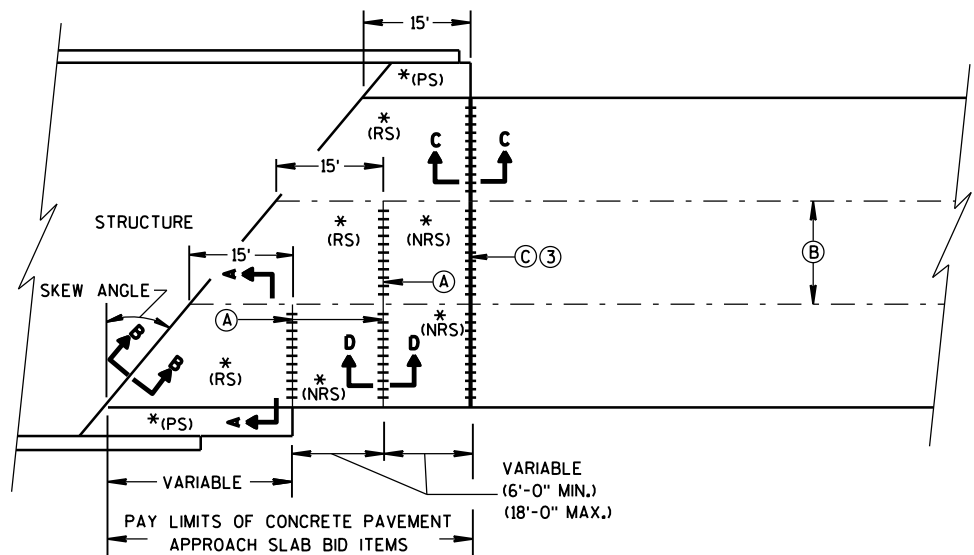 15'
*(PS)
*
(RS)
C C
15'
STRUCTURE
*
(RS)
*
(NRS)
15'
A
C 3
B
SKEW ANGLE
A
A
*
(NRS)
B
B
D D
*
(RS)
*
(NRS)
*(PS)
A
VARIABLE
VARIABLE
(6'-0" MIN.)
(18'-0" MAX.)
PAY LIMITS OF CONCRETE PAVEMENT
APPROACH SLAB BID ITEMS